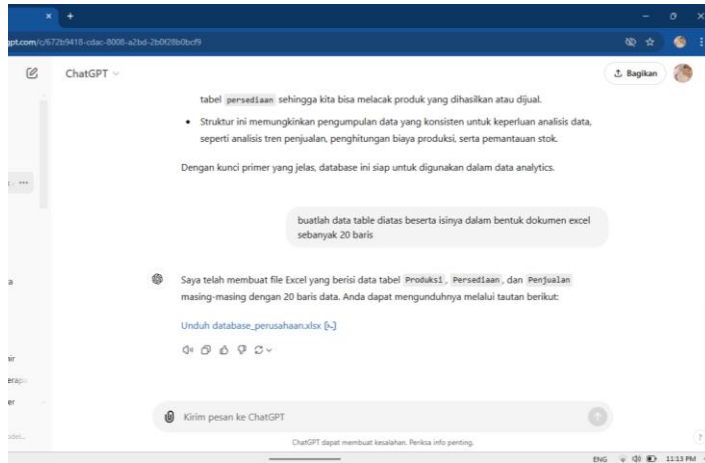 gpt.com/c/672b9418-cdac-8008-a2bd-2b0f28b0bcf9
ChatGPT
Bagikan
tabel persediaan sehingga kita bisa melacak produk yang dihasilkan atau dijual.
• Struktur ini memungkinkan pengumpulan data yang konsisten untuk keperluan analisis data,
seperti analisis tren penjualan, penghitungan biaya produksi, serta pemantauan stok.
Dengan kunci primer yang jelas, database ini siap untuk digunakan dalam data analytics.
buatlah data table diatas beserta isinya dalam bentuk dokumen excel
sebanyak 20 baris
Saya telah membuat file Excel yang berisi data tabel Produksi, Persediaan, dan Penjualan
masing-masing dengan 20 baris data. Anda dapat mengunduhnya melalui tautan berikut:
Unduh database_perusahaan.xlsx
Kirim pesan ke ChatGPT
ChatGPT dapat membuat kesalahan. Periksa info penting.
?
ENG
11:13 PM